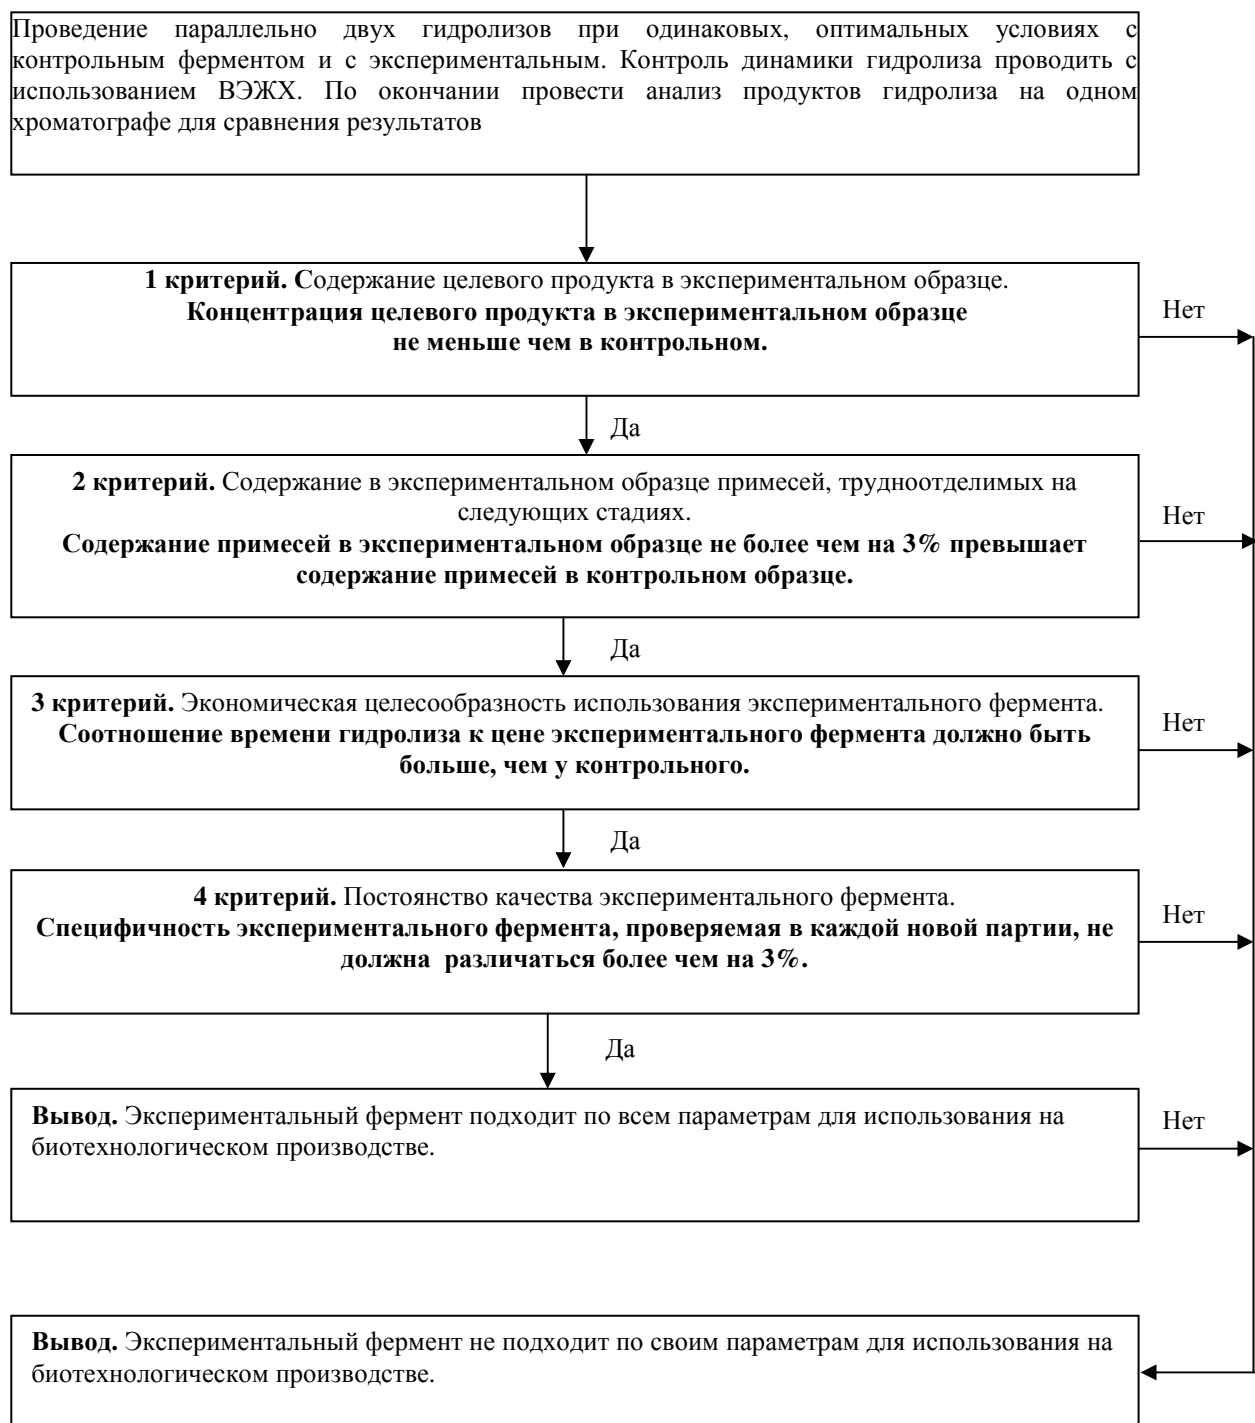 Проведение параллельно двух гидролизов при одинаковых, оптимальных условиях с
контрольным ферментом и с экспериментальным. Контроль динамики гидролиза проводить с
использованием ВЭЖХ. По окончании провести анализ продуктов гидролиза на одном
хроматографе для сравнения результатов
1 критерий. Содержание целевого продукта в экспериментальном образце.
Концентрация целевого продукта в экспериментальном образце
не меньше чем в контрольном.
Нет
Да
2 критерий. Содержание в экспериментальном образце примесей, трудноотделимых на
следующих стадиях.
Содержание примесей в экспериментальном образце не более чем на 3% превышает
содержание примесей в контрольном образце.
Нет
Да
3 критерий. Экономическая целесообразность использования экспериментального фермента.
Соотношение времени гидролиза к цене экспериментального фермента должно быть
больше, чем у контрольного.
Нет
Да
4 критерий. Постоянство качества экспериментального фермента.
Специфичность экспериментального фермента, проверяемая в каждой новой партии, не
должна различаться более чем на 3%.
Нет
Да
Вывод. Экспериментальный фермент подходит по всем параметрам для использования на
биотехнологическом производстве.
Нет
Вывод. Экспериментальный фермент не подходит по своим параметрам для использования на
биотехнологическом производстве.